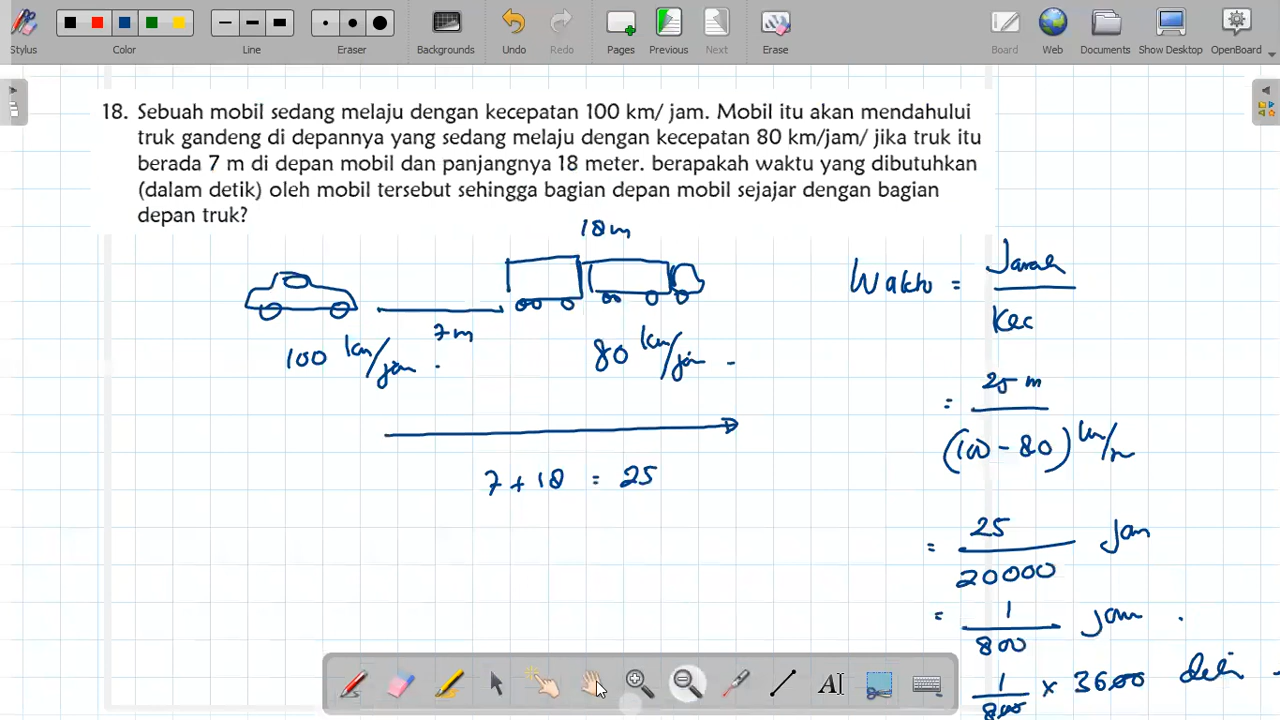 Stylus
Color
Line
Eraser
Backgrounds
Undo
Redo
Pages
Previous
Next
Erase
Board
Web
Documents
Show Desktop
OpenBoard
18. Sebuah mobil sedang melaju dengan kecepatan 100 km/ jam. Mobil itu akan mendahului
truk gandeng di depannya yang sedang melaju dengan kecepatan 80 km/jam/ jika truk itu
berada 7 m di depan mobil dan panjangnya 18 meter. berapakah waktu yang dibutuhkan
(dalam detik) oleh mobil tersebut sehingga bagian depan mobil sejajar dengan bagian
depan truk?
18 m
7 m
100 km/jam
80 km/jam
7 + 18 = 25
Waktu = Jarak
Kec
= 25 m
(100 - 80) km/
= 25 Jam
20000
= 1 jam
800
1 × 3600
800
AI